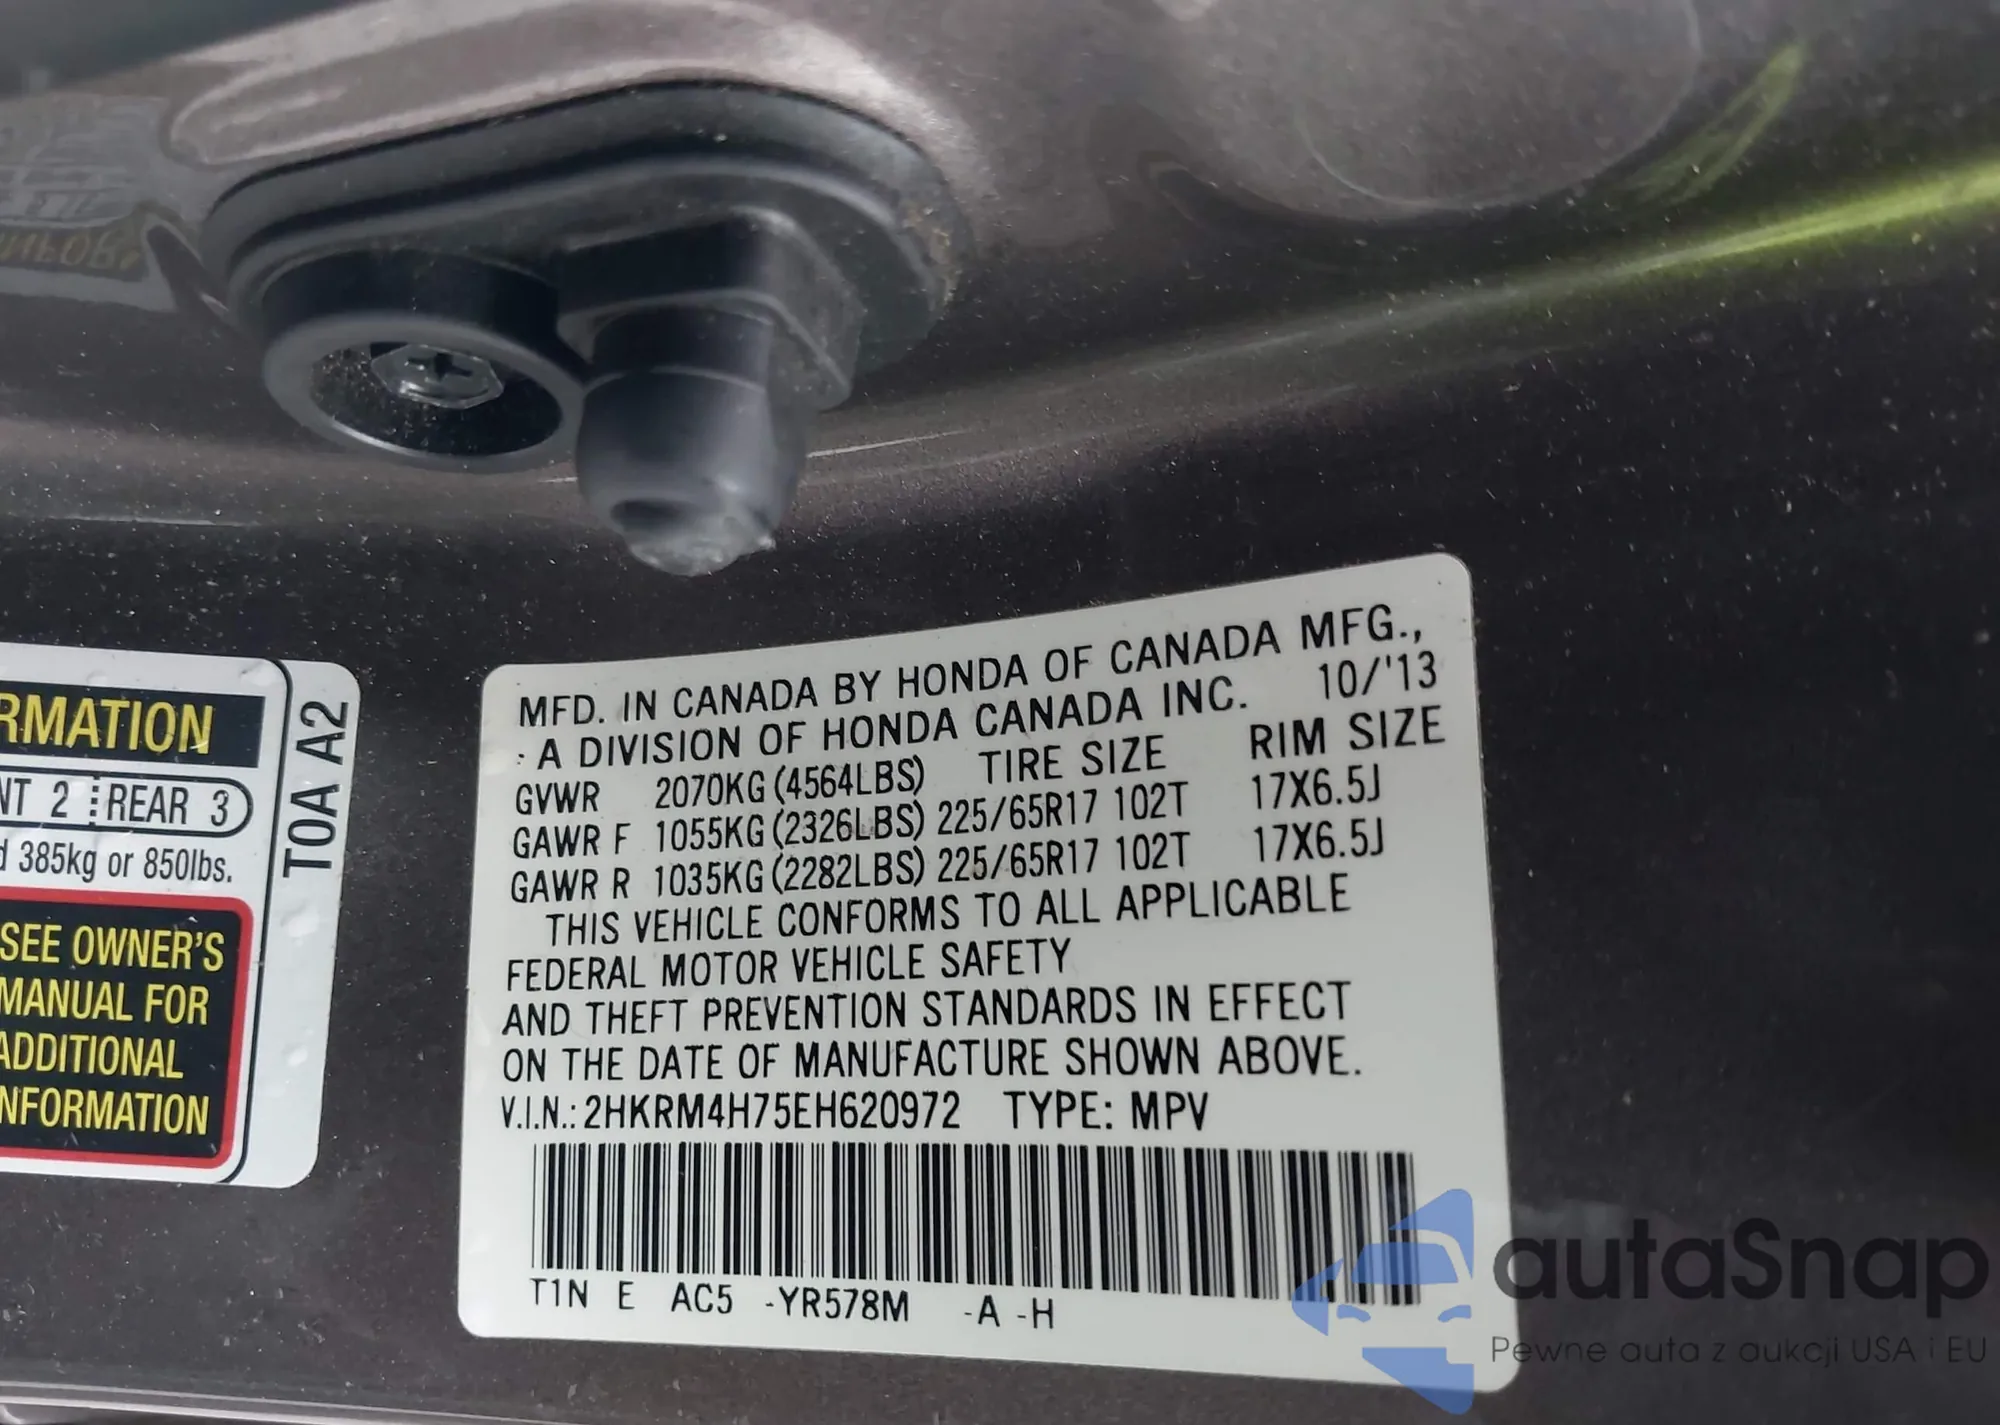 RMATION
NT 2 REAR 3
d 385kg or 850lbs.
SEE OWNER'S
MANUAL FOR
ADDITIONAL
NFORMATION
T0A A2
MFD. IN CANADA BY HONDA OF CANADA MFG.,
A DIVISION OF HONDA CANADA INC. 10/'13
GVWR 2070KG (4564LBS) TIRE SIZE RIM SIZE
GAWR F 1055KG (2326LBS) 225/65R17 102T 17X6.5J
GAWR R 1035KG (2282LBS) 225/65R17 102T 17X6.5J
THIS VEHICLE CONFORMS TO ALL APPLICABLE
FEDERAL MOTOR VEHICLE SAFETY
AND THEFT PREVENTION STANDARDS IN EFFECT
ON THE DATE OF MANUFACTURE SHOWN ABOVE.
V.I.N.: 2HKRM4H75EH620972 TYPE: MPV
T1N E AC5 -YR578M -A -H
autaSnap
Pewne auta z aukcji USA i EU